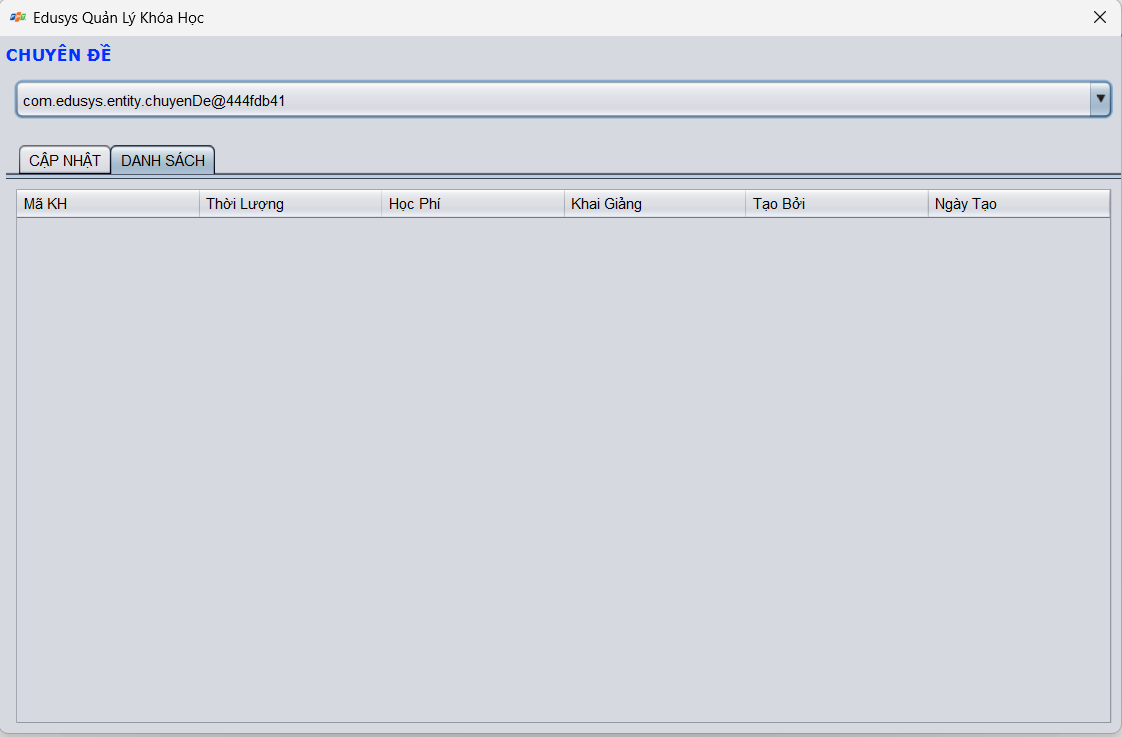 Edusys Quản Lý Khóa Học
CHUYÊN ĐỀ
com.edusys.entity.chuyenDe@444fdb41
CẬP NHẬT DANH SÁCH
Mã KH Thời Lượng Học Phí Khai Giảng Tạo Bởi Ngày Tạo